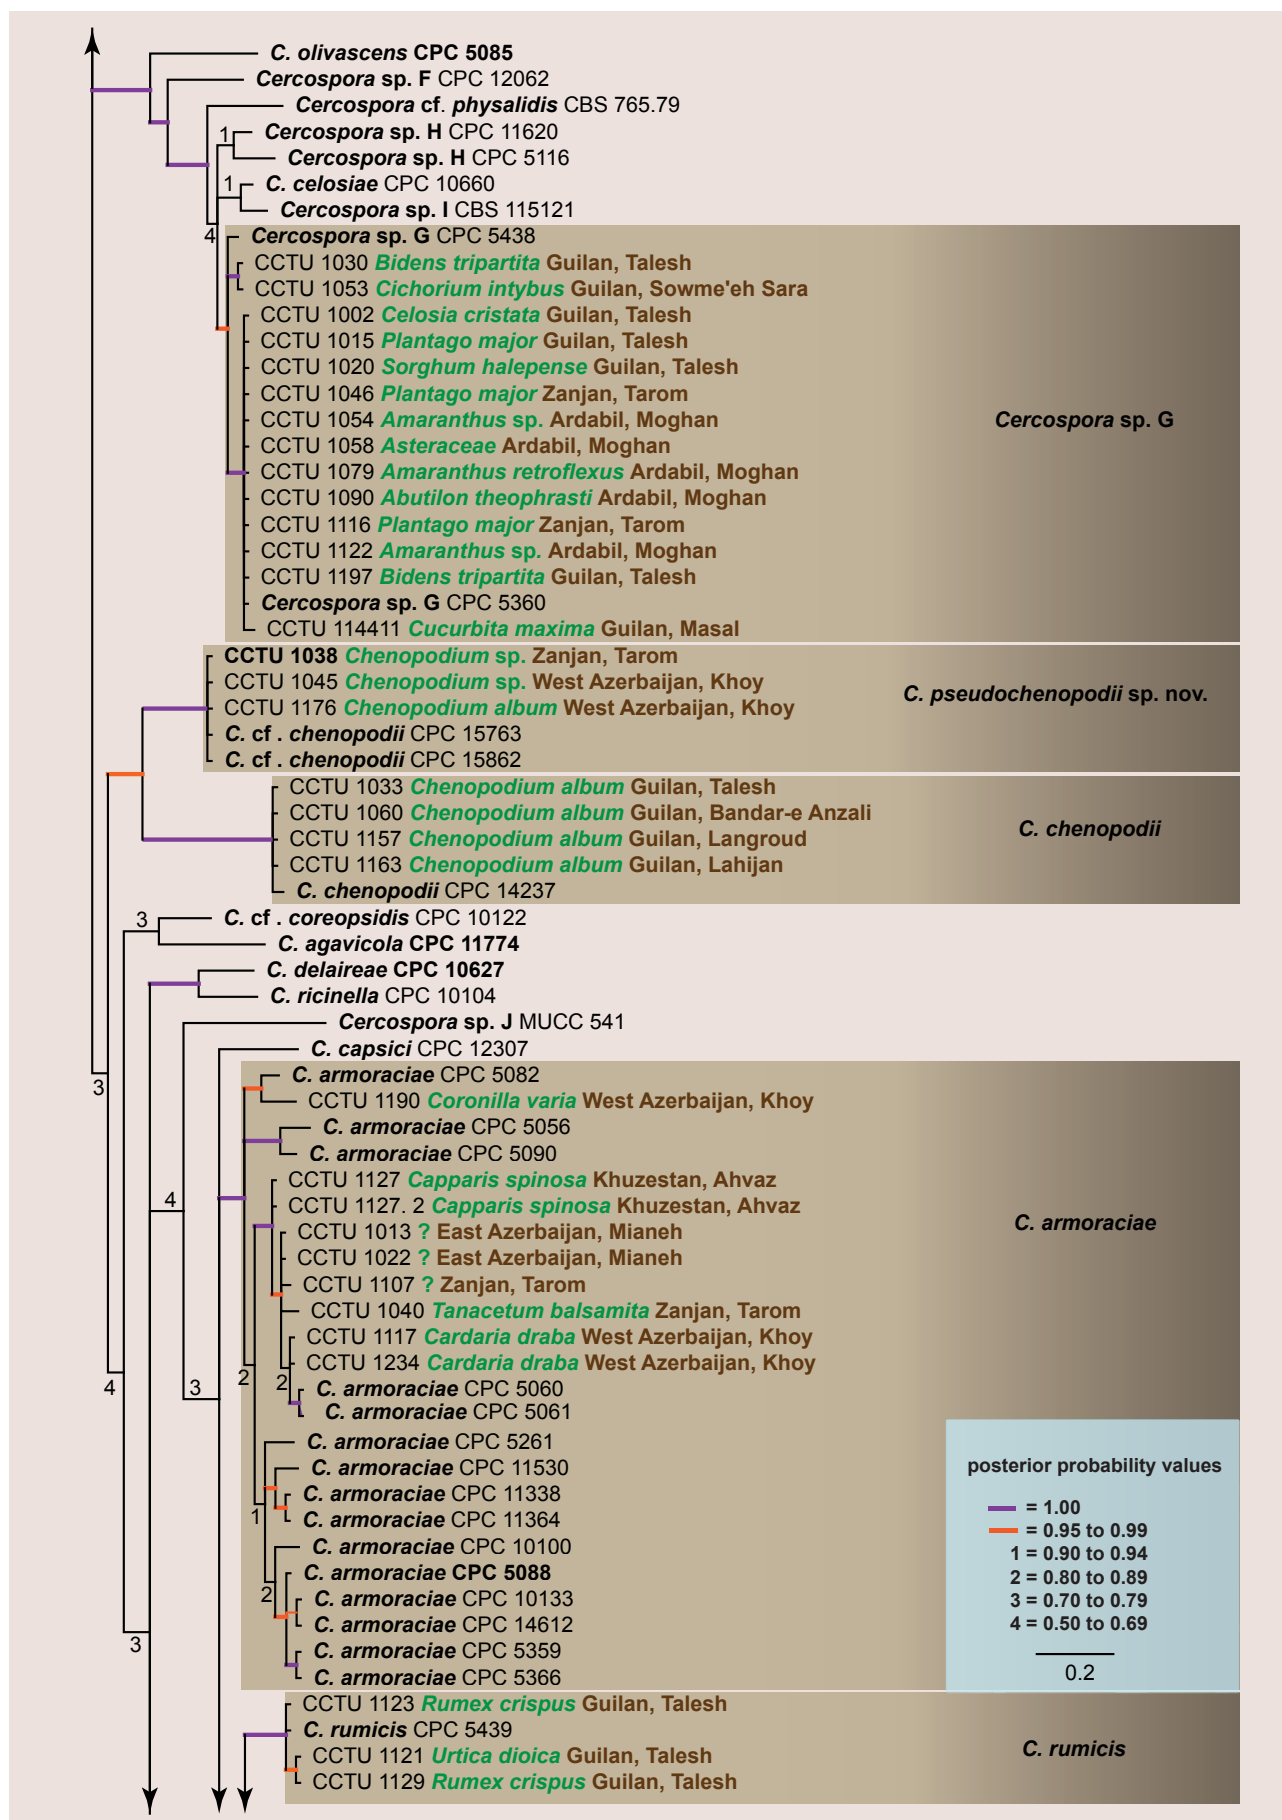 C. olivascens CPC 5085
Cercospora sp. F CPC 12062
Cercospora cf. physalidis CBS 765.79
1 Cercospora sp. H CPC 11620
Cercospora sp. H CPC 5116
1 C. celosiae CPC 10660
Cercospora sp. I CBS 115121
4 Cercospora sp. G CPC 5438
CCTU 1030 Bidens tripartita Guilan, Talesh
CCTU 1053 Cichorium intybus Guilan, Sowme'eh Sara
CCTU 1002 Celosia cristata Guilan, Talesh
CCTU 1015 Plantago major Guilan, Talesh
CCTU 1020 Sorghum halepense Guilan, Talesh
CCTU 1046 Plantago major Zanjan, Tarom
CCTU 1054 Amaranthus sp. Ardabil, Moghan
Cercospora sp. G
CCTU 1058 Asteraceae Ardabil, Moghan
CCTU 1079 Amaranthus retroflexus Ardabil, Moghan
CCTU 1090 Abutilon theophrasti Ardabil, Moghan
CCTU 1116 Plantago major Zanjan, Tarom
CCTU 1122 Amaranthus sp. Ardabil, Moghan
CCTU 1197 Bidens tripartita Guilan, Talesh
Cercospora sp. G CPC 5360
CCTU 114411 Cucurbita maxima Guilan, Masal
CCTU 1038 Chenopodium sp. Zanjan, Tarom
CCTU 1045 Chenopodium sp. West Azerbaijan, Khoy
C. pseudochenopodii sp. nov.
CCTU 1176 Chenopodium album West Azerbaijan, Khoy
C. cf . chenopodii CPC 15763
C. cf . chenopodii CPC 15862
CCTU 1033 Chenopodium album Guilan, Talesh
CCTU 1060 Chenopodium album Guilan, Bandar-e Anzali
C. chenopodii
CCTU 1157 Chenopodium album Guilan, Langroud
CCTU 1163 Chenopodium album Guilan, Lahijan
C. chenopodii CPC 14237
3 C. cf . coreopsidis CPC 10122
C. agavicola CPC 11774
C. delaireae CPC 10627
C. ricinella CPC 10104
Cercospora sp. J MUCC 541
C. capsici CPC 12307
C. armoraciae CPC 5082
3
CCTU 1190 Coronilla varia West Azerbaijan, Khoy
C. armoraciae CPC 5056
C. armoraciae CPC 5090
CCTU 1127 Capparis spinosa Khuzestan, Ahvaz
4
CCTU 1127. 2 Capparis spinosa Khuzestan, Ahvaz
C. armoraciae
CCTU 1013 ? East Azerbaijan, Mianeh
CCTU 1022 ? East Azerbaijan, Mianeh
CCTU 1107 ? Zanjan, Tarom
CCTU 1040 Tanacetum balsamita Zanjan, Tarom
CCTU 1117 Cardaria draba West Azerbaijan, Khoy
CCTU 1234 Cardaria draba West Azerbaijan, Khoy
4 3 2 2
C. armoraciae CPC 5060
C. armoraciae CPC 5061
C. armoraciae CPC 5261
C. armoraciae CPC 11530
C. armoraciae CPC 11338
1
C. armoraciae CPC 11364
C. armoraciae CPC 10100
C. armoraciae CPC 5088
2
C. armoraciae CPC 10133
C. armoraciae CPC 14612
3
C. armoraciae CPC 5359
C. armoraciae CPC 5366
posterior probability values
= 1.00
= 0.95 to 0.99
1 = 0.90 to 0.94
2 = 0.80 to 0.89
3 = 0.70 to 0.79
4 = 0.50 to 0.69
0.2
CCTU 1123 Rumex crispus Guilan, Talesh
C. rumicis CPC 5439
C. rumicis
CCTU 1121 Urtica dioica Guilan, Talesh
CCTU 1129 Rumex crispus Guilan, Talesh